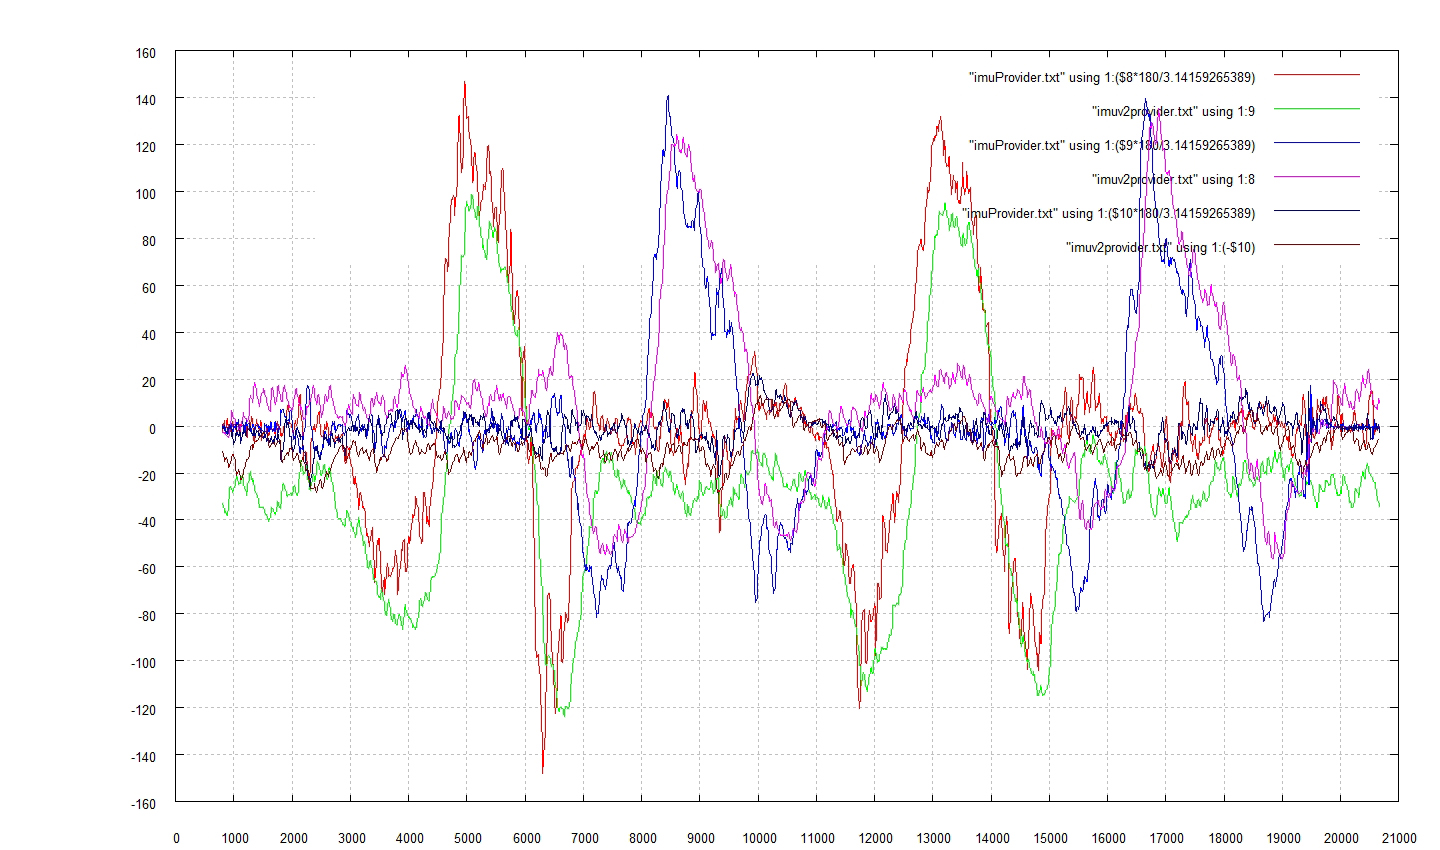 160
140
120
100
80
60
40
20
0
-20
-40
-60
-80
-100
-120
-140
-160
"imuProvider.txt" using 1:($8*180/3.14159265389)
"imuv2provider.txt" using 1:9
"imuProvider.txt" using 1:($9*180/3.14159265389)
"imuv2provider.txt" using 1:8
"imuProvider.txt" using 1:($10*180/3.14159265389)
"imuv2provider.txt" using 1:(-$10)
0 1000 2000 3000 4000 5000 6000 7000 8000 9000 10000 11000 12000 13000 14000 15000 16000 17000 18000 19000 20000 21000